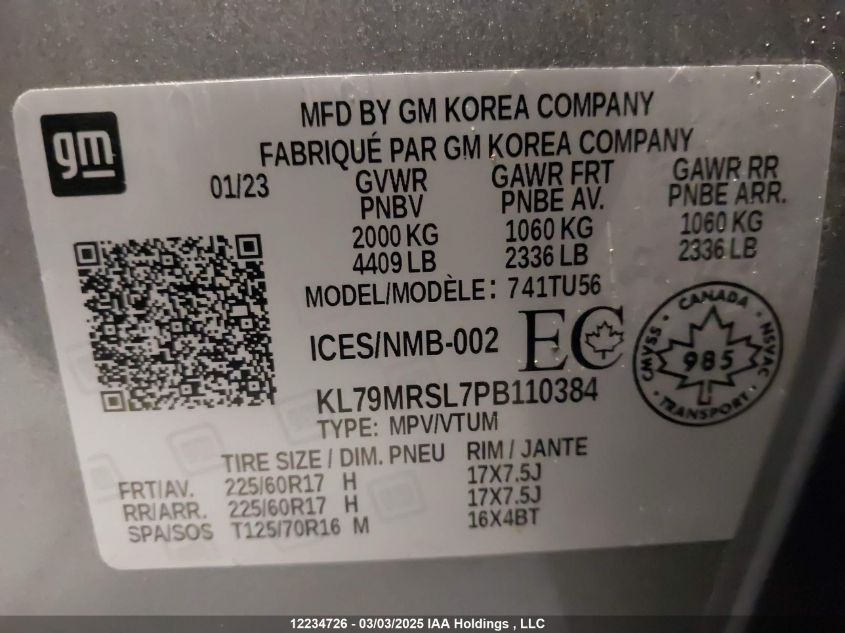 gm
MFD BY GM KOREA COMPANY
FABRIQUÉ PAR GM KOREA COMPANY
01/23
GVWR
PNBV
2000 KG
4409 LB
GAWR FRT
PNBE AV.
1060 KG
2336 LB
GAWR RR
PNBE ARR.
1060 KG
2336 LB
MODEL/MODÈLE: 741TU56
ICES/NMB-002
EC
CANADA
CMVSS
985
NSVAC
TRANSPORT
KL79MRSL7PB110384
TYPE: MPV/VTUM
TIRE SIZE / DIM. PNEU RIM / JANTE
FRT/AV. 225/60R17 H 17X7.5J
RR/ARR. 225/60R17 H 17X7.5J
SPA/SOS T125/70R16 M 16X4BT
12234726 - 03/03/2025 IAA Holdings , LLC